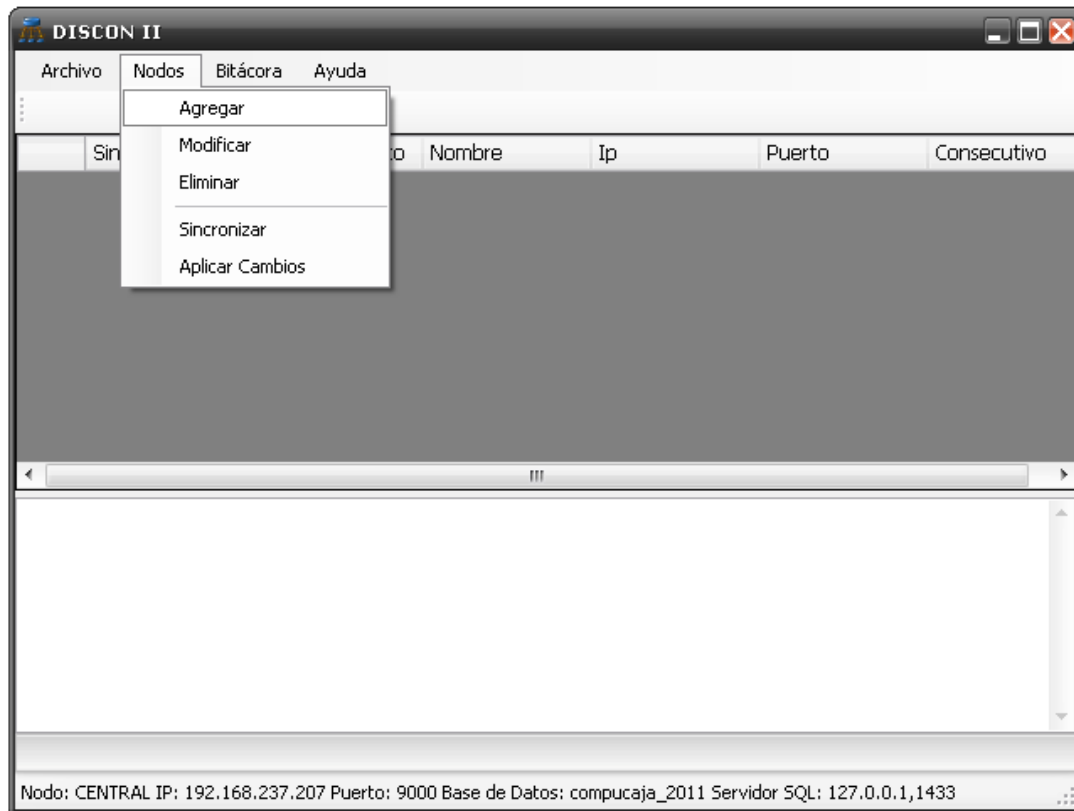 DISCON II
Archivo Nodos Bitácora Ayuda
Agregar
Modificar
Eliminar
Sincronizar
Aplicar Cambios
Nombre Ip Puerto Consecutivo
Nodo: CENTRAL IP: 192.168.237.207 Puerto: 9000 Base de Datos: compucaja_2011 Servidor SQL: 127.0.0.1,1433